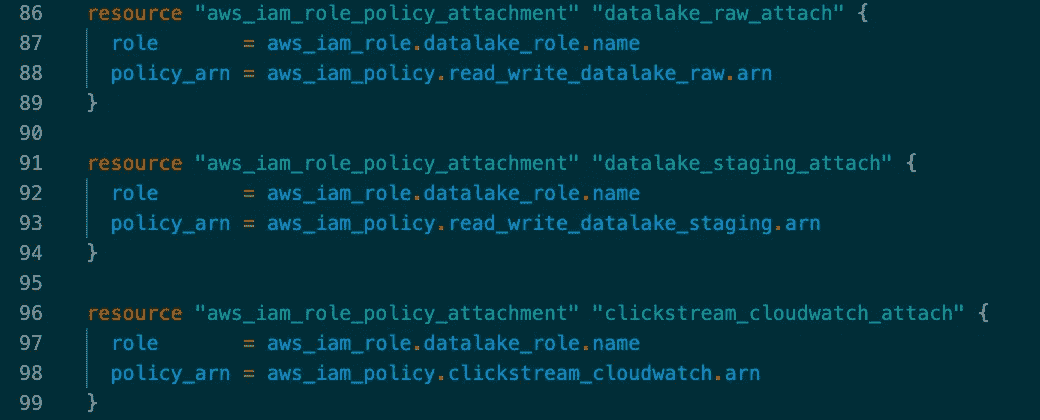 86 resource "aws_iam_role_policy_attachment" "datalake_raw_attach" {
87 role = aws_iam_role.datalake_role.name
88 policy_arn = aws_iam_policy.read_write_datalake_raw.arn
89 }
90
91 resource "aws_iam_role_policy_attachment" "datalake_staging_attach" {
92 role = aws_iam_role.datalake_role.name
93 policy_arn = aws_iam_policy.read_write_datalake_staging.arn
94 }
95
96 resource "aws_iam_role_policy_attachment" "clickstream_cloudwatch_attach" {
97 role = aws_iam_role.datalake_role.name
98 policy_arn = aws_iam_policy.clickstream_cloudwatch.arn
99 }